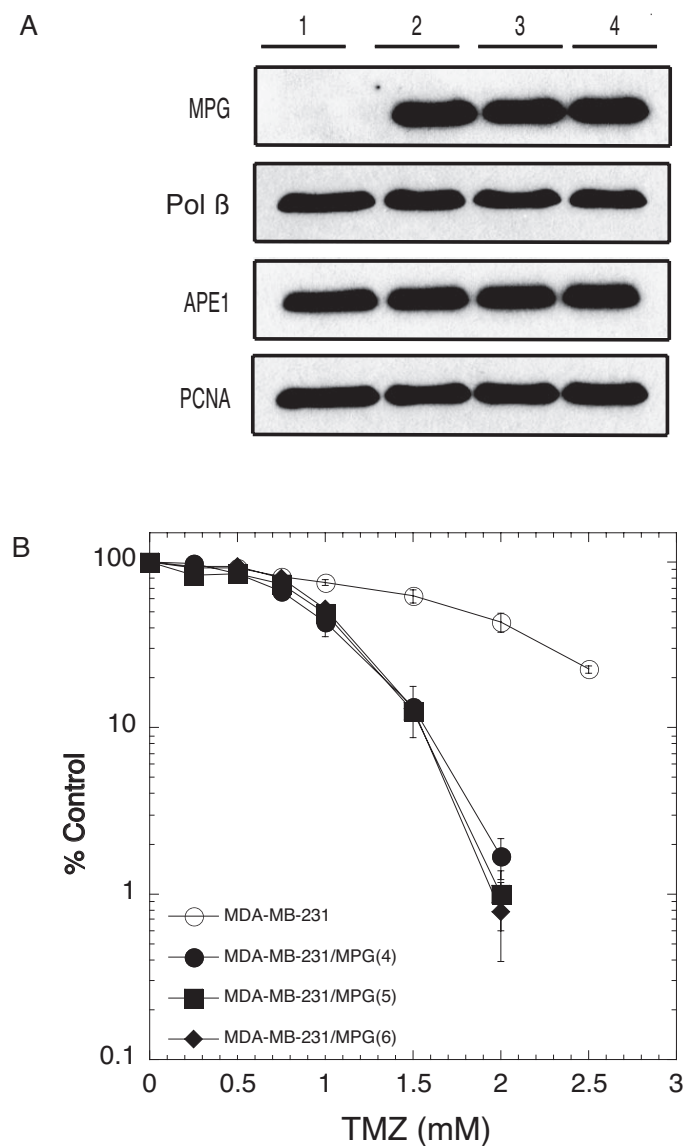 A
1 2 3 4
MPG
Pol ß
APE1
PCNA
B
100
10
1
0.1
% Control
MDA-MB-231
MDA-MB-231/MPG(4)
MDA-MB-231/MPG(5)
MDA-MB-231/MPG(6)
0 0.5 1 1.5 2 2.5 3
TMZ (mM)